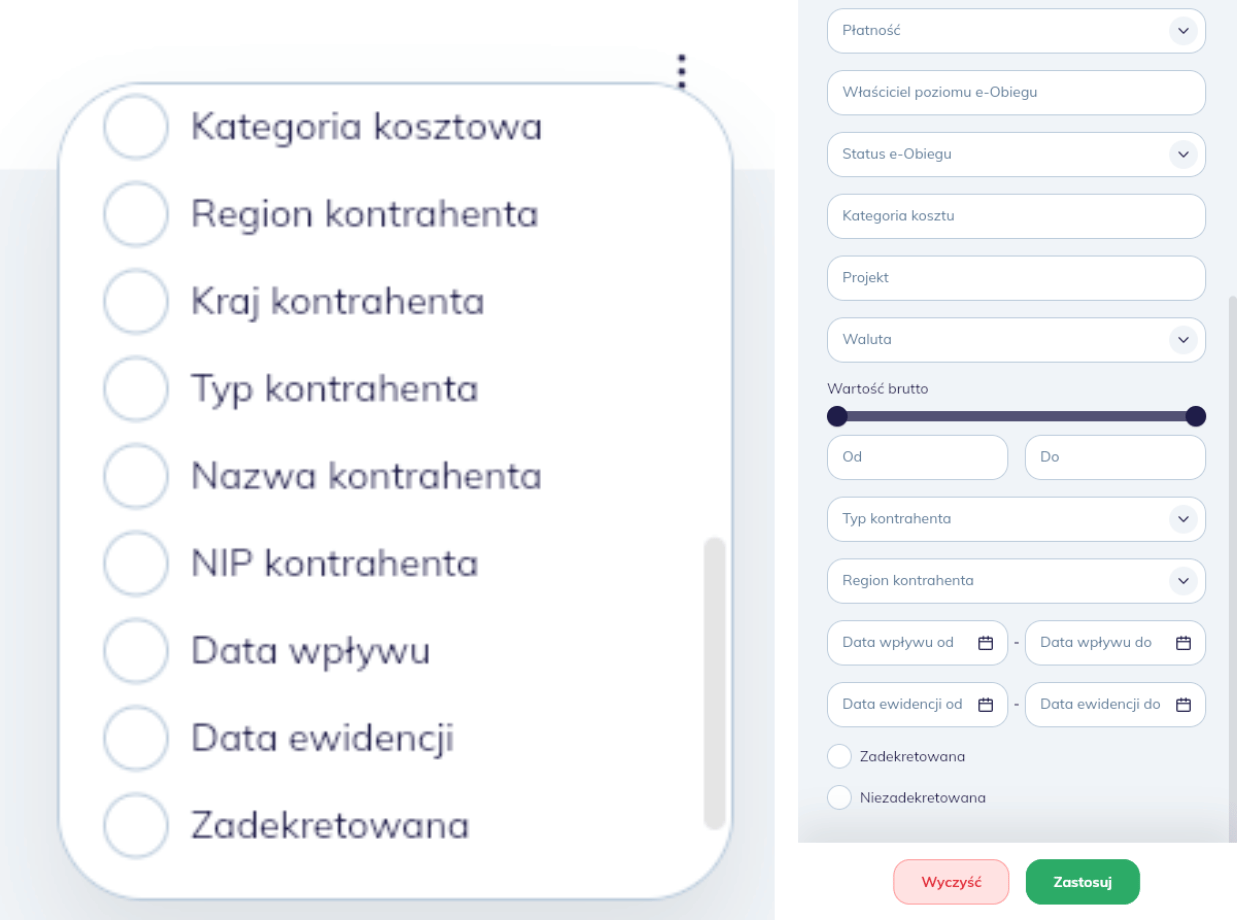 Kategoria kosztowa
Region kontrahenta
Kraj kontrahenta
Typ kontrahenta
Nazwa kontrahenta
NIP kontrahenta
Data wpływu
Data ewidencji
Zadekretowana
Płatność
Właściciel poziomu e-Obiegu
Status e-Obiegu
Kategoria kosztu
Projekt
Waluta
Wartość brutto
Od Do
Typ kontrahenta
Region kontrahenta
Data wpływu od - Data wpływu do
Data ewidencji od - Data ewidencji do
Zadekretowana
Niezadekretowana
Wyczyść Zastosuj